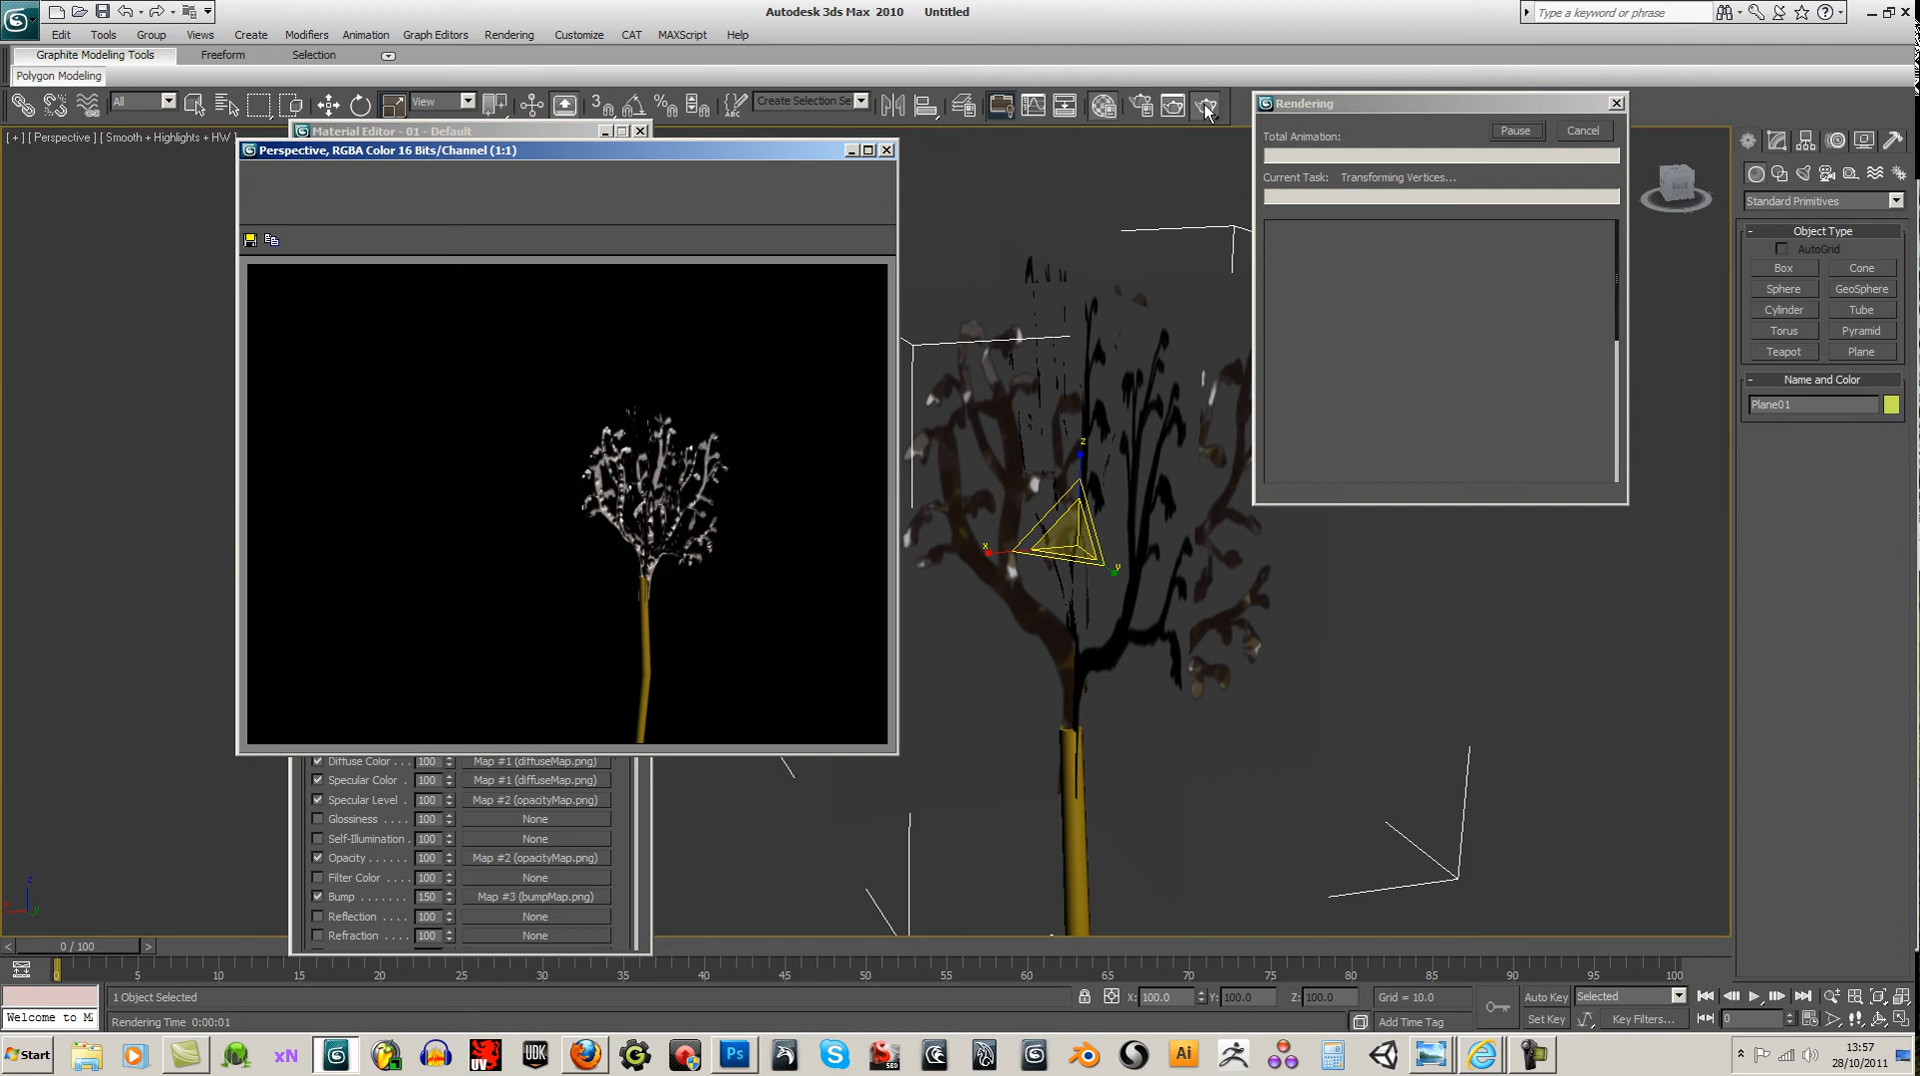 Autodesk 3ds Max 2010 Untitled
Type a keyword or phrase
Edit Tools Group Views Create Modifiers Animation Graph Editors Rendering Customize CAT MAXScript Help
Graphite Modeling Tools Freeform Selection
Polygon Modeling
All View Create Selection Se
[ + ] [ Perspective ] [ Smooth + Highlights + HW
Material Editor - 01 - Default
Perspective, RGBA Color 16 Bits/Channel (1:1)
Rendering
Total Animation: Pause Cancel
Current Task: Transforming Vertices...
Standard Primitives
- Object Type
AutoGrid
Box Cone
Sphere GeoSphere
Cylinder Tube
Torus Pyramid
Teapot Plane
- Name and Color
Plane01
z
x
y
Diffuse Color . . . 100 Map #1 (diffuseMap.png)
Specular Color . 100 Map #1 (diffuseMap.png)
Specular Level . 100 Map #2 (opacityMap.png)
Glossiness . . . . 100 None
Self-Illumination . 100 None
Opacity . . . . . . 100 Map #2 (opacityMap.png)
Filter Color . . . . 100 None
Bump . . . . . . . 150 Map #3 (bumpMap.png)
Reflection . . . . 100 None
Refraction . . . . 100 None
z
y
< 0 / 100 >
0 5 10 15 20 25 30 35 40 45 50 55 60 65 70 75 80 85 90 95 100
1 Object Selected X: 100.0 Y: 100.0 Z: 100.0 Grid = 10.0 Auto Key Selected
Welcome to M
Rendering Time 0:00:01 Add Time Tag Set Key Key Filters... 0
Start xN UV UDK Ps Ai 13:57
28/10/2011